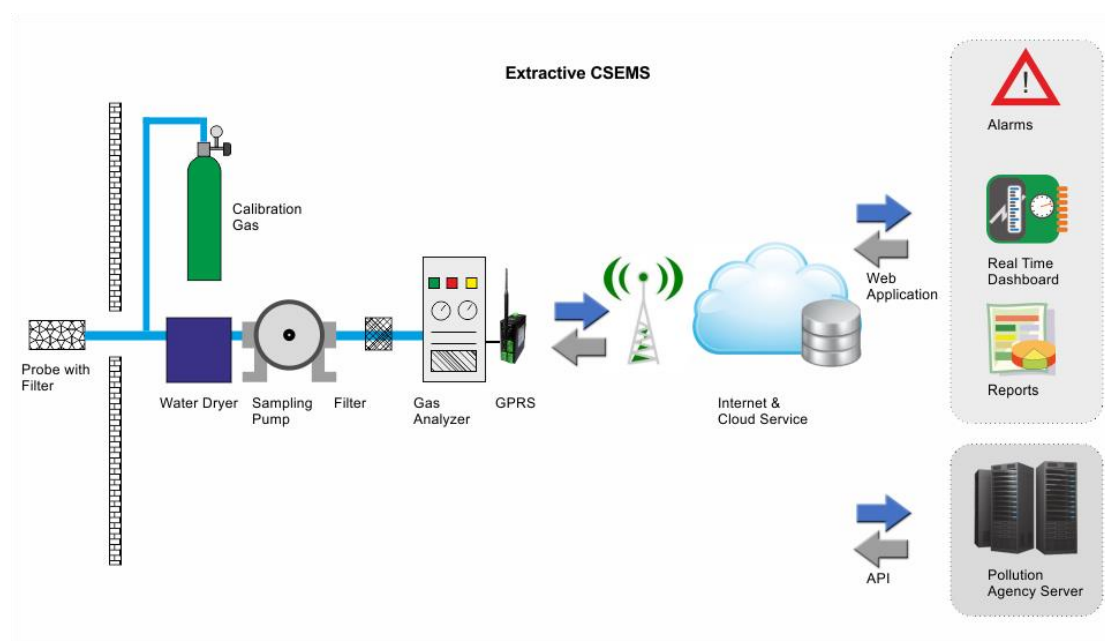 Extractive CSEMS
Alarms
Calibration
Gas
Real Time
Dashboard
Web
Application
Probe with
Filter
Water Dryer
Sampling
Pump
Filter
Gas
Analyzer
GPRS
Internet &
Cloud Service
Reports
API
Pollution
Agency Server